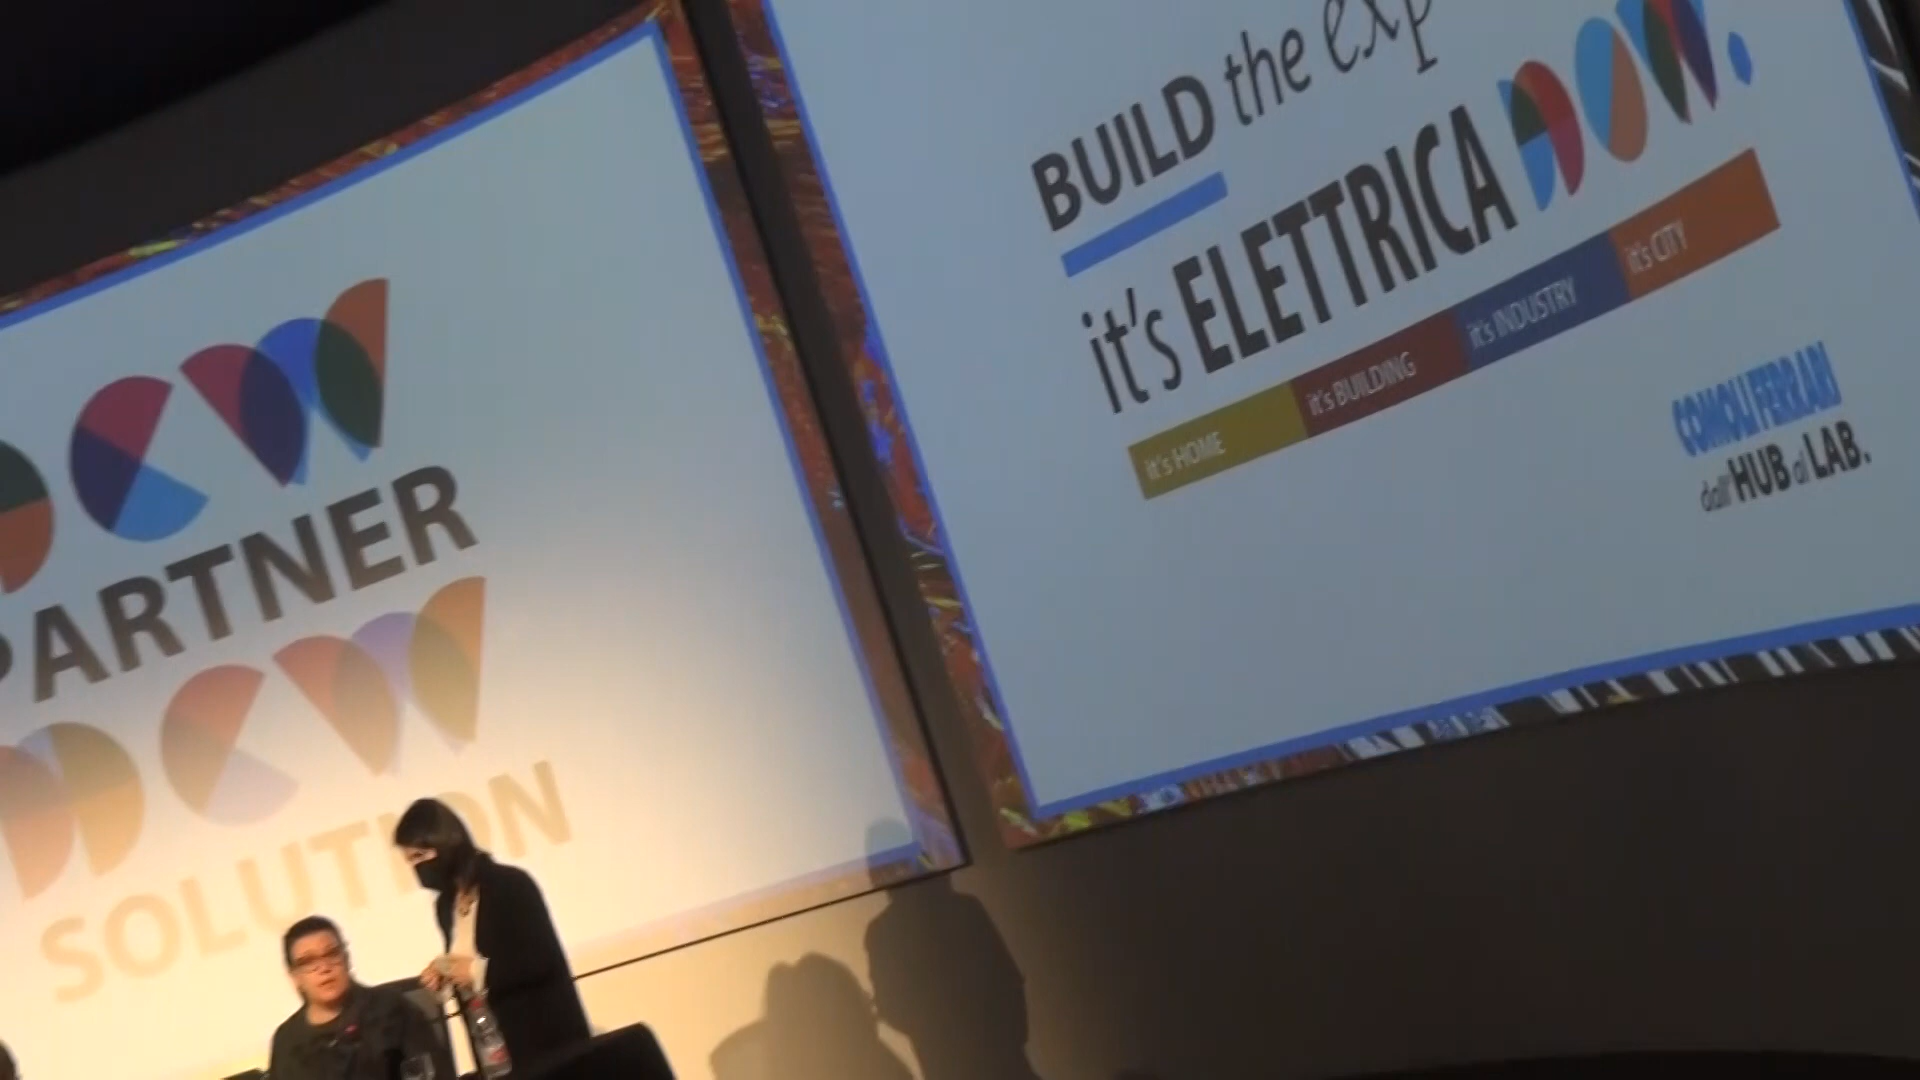 PARTNER
SOLUTION
BUILD the exp
it's ELETTRICA
it's HOME it's BUILDING it's INDUSTRY it's CITY
COMOLI FERRARI
dall'HUB al LAB.